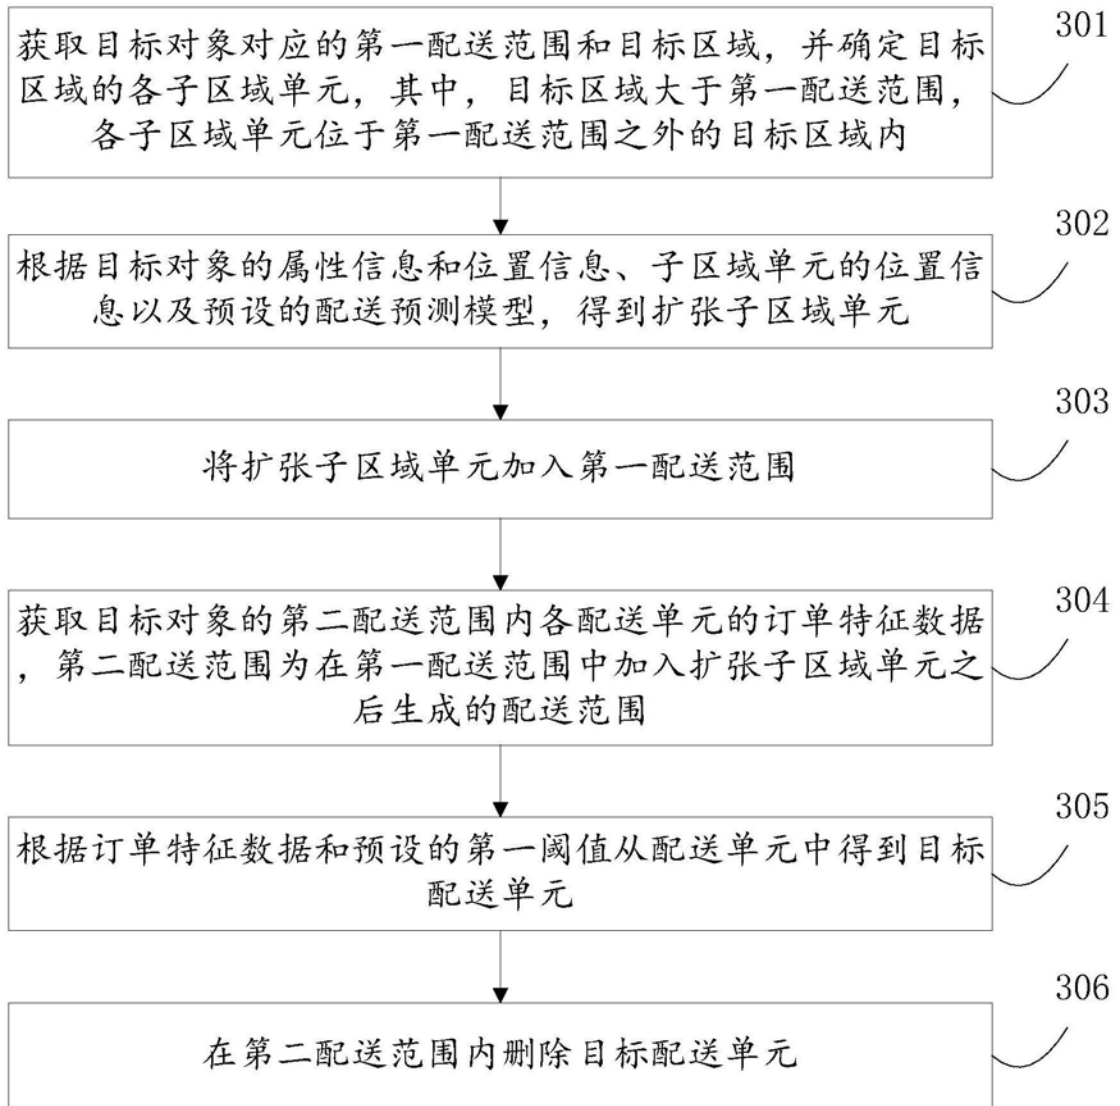 获取目标对象对应的第一配送范围和目标区域，并确定目标
区域的各子区域单元，其中，目标区域大于第一配送范围，
各子区域单元位于第一配送范围之外的目标区域内
301
根据目标对象的属性信息和位置信息、子区域单元的位置信
息以及预设的配送预测模型，得到扩张子区域单元
302
将扩张子区域单元加入第一配送范围
303
获取目标对象的第二配送范围内各配送单元的订单特征数据
，第二配送范围为在第一配送范围中加入扩张子区域单元之
后生成的配送范围
304
根据订单特征数据和预设的第一阈值从配送单元中得到目标
配送单元
305
在第二配送范围内删除目标配送单元
306